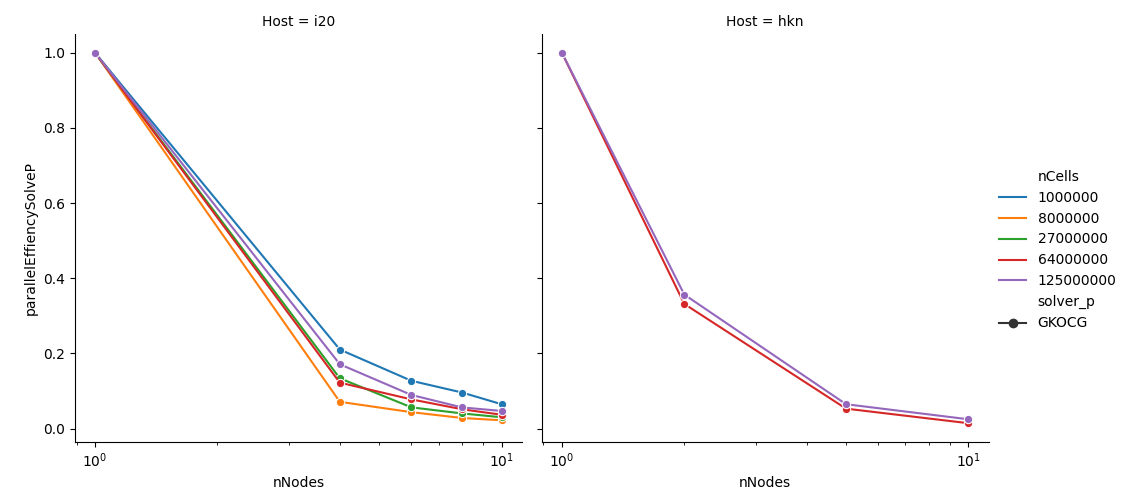 Host = i20
Host = hkn
parallelEffiencySolveP
1.0
0.8
0.6
0.4
0.2
0.0
10⁰
10¹
10⁰
10¹
nNodes
nNodes
nCells
1000000
8000000
27000000
64000000
125000000
solver_p
GKOCG